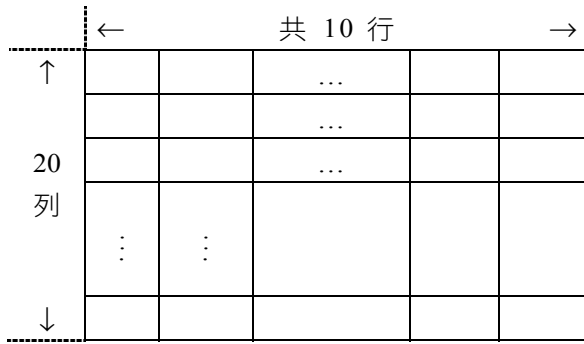 ← 共 10 行 →
↑ …
…
20 …
列
⋮ ⋮
↓